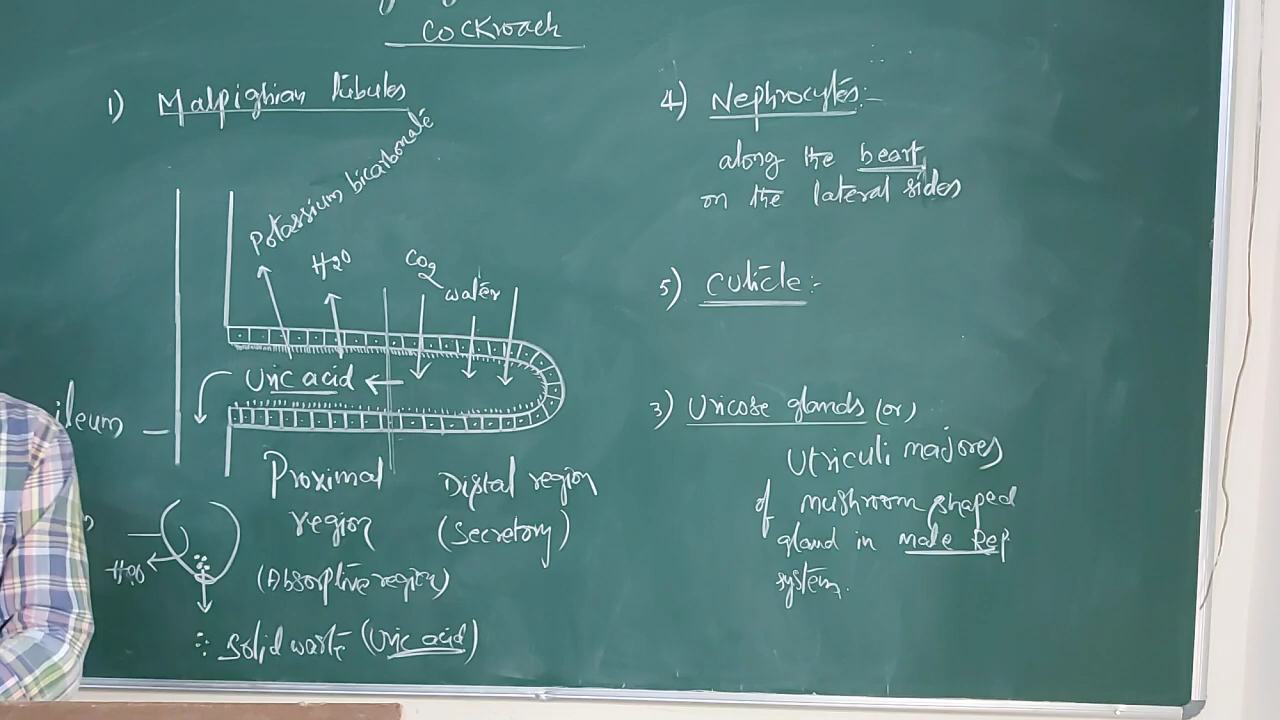 Cockroach
1) Malpighian tubules
Potassium bicarbonate
H2O
CO2
water
Uric acid
ileum
Proximal
region
(Absorptive region)
Distal region
(Secretory)
H2O
∴ Solid waste (Uric acid)
4) Nephrocytes:-
along the heart
on the lateral sides
5) Cuticle:-
3) Uricose glands (or)
Utriculi majores
of mushroom shaped
gland in male Rep
system.